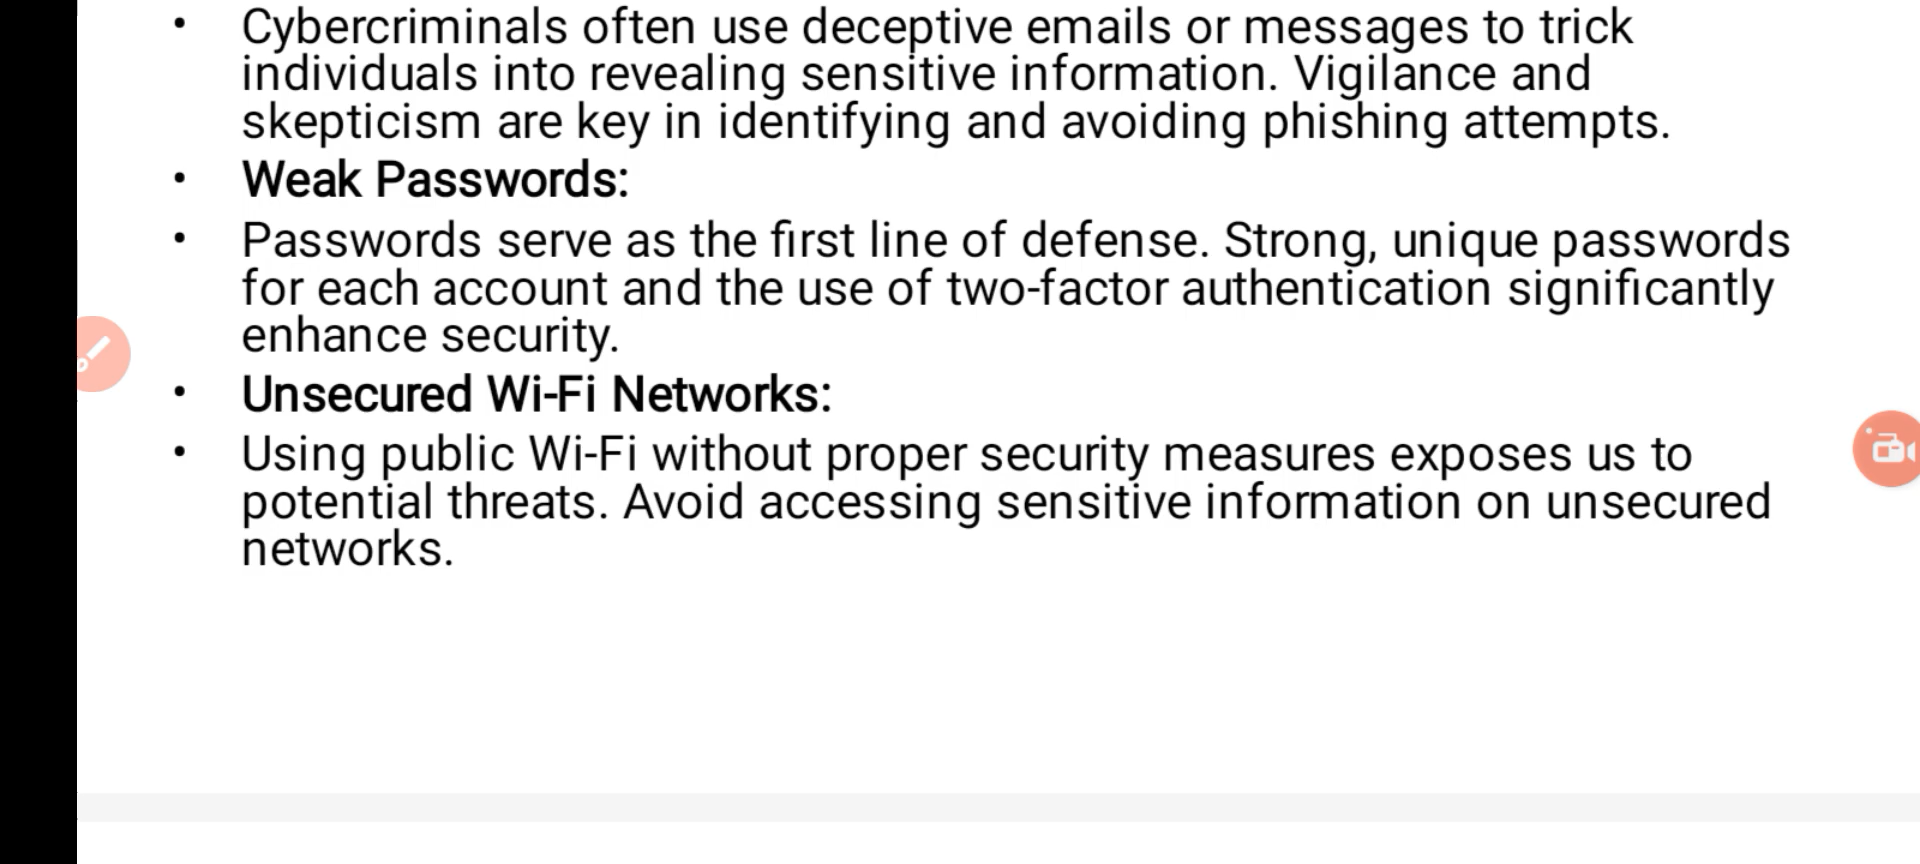 • Cybercriminals often use deceptive emails or messages to trick
individuals into revealing sensitive information. Vigilance and
skepticism are key in identifying and avoiding phishing attempts.
• Weak Passwords:
• Passwords serve as the first line of defense. Strong, unique passwords
for each account and the use of two-factor authentication significantly
enhance security.
• Unsecured Wi-Fi Networks:
• Using public Wi-Fi without proper security measures exposes us to
potential threats. Avoid accessing sensitive information on unsecured
networks.